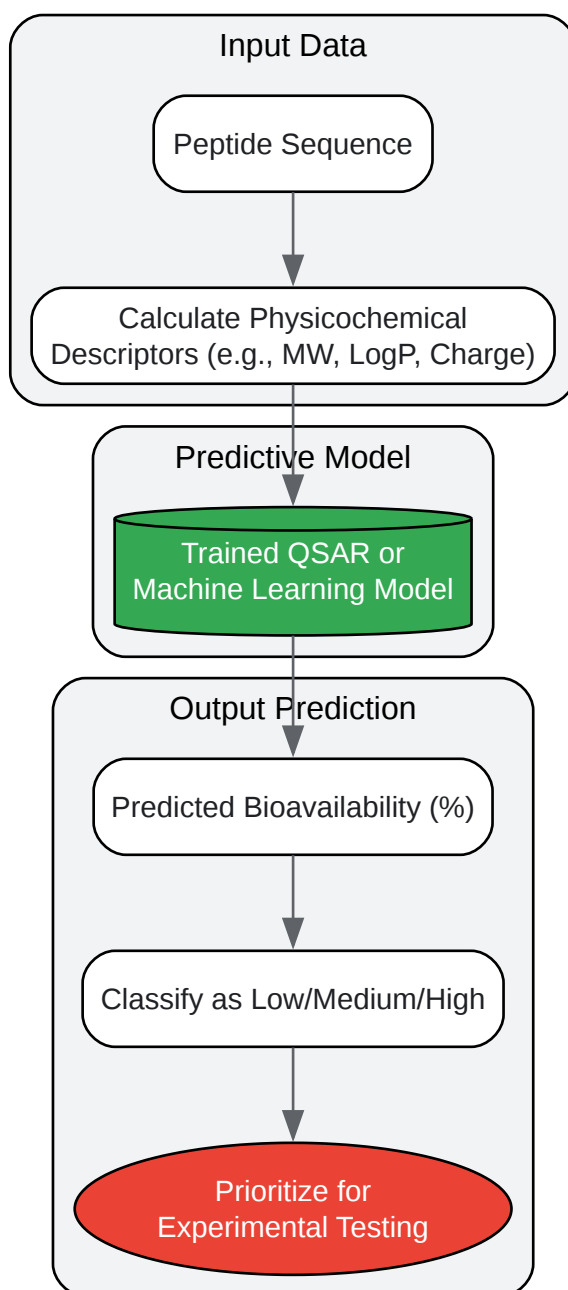 Input Data
Peptide Sequence
Calculate Physicochemical
Descriptors (e.g., MW, LogP, Charge)
Predictive Model
Trained QSAR or
Machine Learning Model
Output Prediction
Predicted Bioavailability (%)
Classify as Low/Medium/High
Prioritize for
Experimental Testing